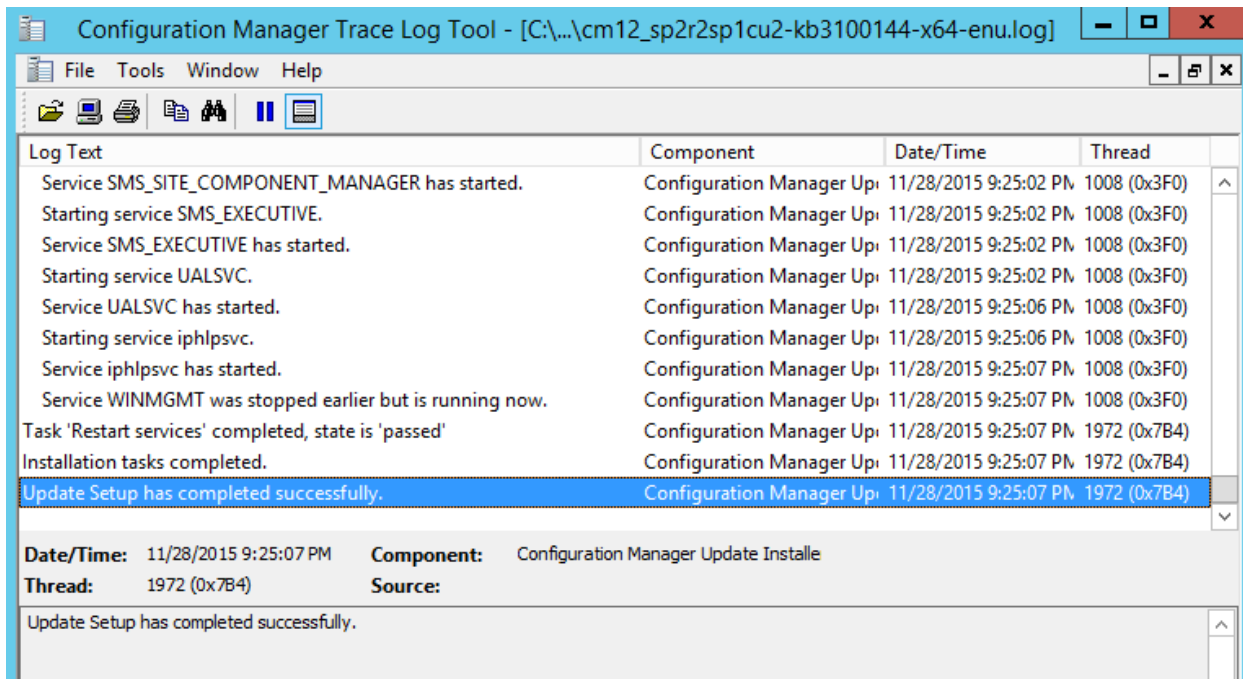 Configuration Manager Trace Log Tool - [C:\...\cm12_sp2r2sp1cu2-kb3100144-x64-enu.log]
File Tools Window Help
Log Text Component Date/Time Thread
Service SMS_SITE_COMPONENT_MANAGER has started. Configuration Manager Up 11/28/2015 9:25:02 PM 1008 (0x3F0)
Starting service SMS_EXECUTIVE. Configuration Manager Up 11/28/2015 9:25:02 PM 1008 (0x3F0)
Service SMS_EXECUTIVE has started. Configuration Manager Up 11/28/2015 9:25:02 PM 1008 (0x3F0)
Starting service UALSVC. Configuration Manager Up 11/28/2015 9:25:02 PM 1008 (0x3F0)
Service UALSVC has started. Configuration Manager Up 11/28/2015 9:25:06 PM 1008 (0x3F0)
Starting service iphlpsvc. Configuration Manager Up 11/28/2015 9:25:06 PM 1008 (0x3F0)
Service iphlpsvc has started. Configuration Manager Up 11/28/2015 9:25:07 PM 1008 (0x3F0)
Service WINMGMT was stopped earlier but is running now. Configuration Manager Up 11/28/2015 9:25:07 PM 1008 (0x3F0)
Task 'Restart services' completed, state is 'passed' Configuration Manager Up 11/28/2015 9:25:07 PM 1972 (0x7B4)
Installation tasks completed. Configuration Manager Up 11/28/2015 9:25:07 PM 1972 (0x7B4)
Update Setup has completed successfully. Configuration Manager Up 11/28/2015 9:25:07 PM 1972 (0x7B4)
Date/Time: 11/28/2015 9:25:07 PM Component: Configuration Manager Update Installe
Thread: 1972 (0x7B4) Source:
Update Setup has completed successfully.